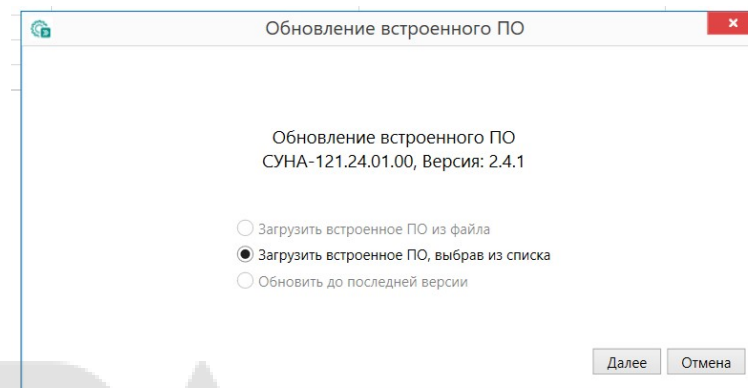 Обновление встроенного ПО
Обновление встроенного ПО
СУНА-121.24.01.00, Версия: 2.4.1
Загрузить встроенное ПО из файла
Загрузить встроенное ПО, выбрав из списка
Обновить до последней версии
Далее Отмена